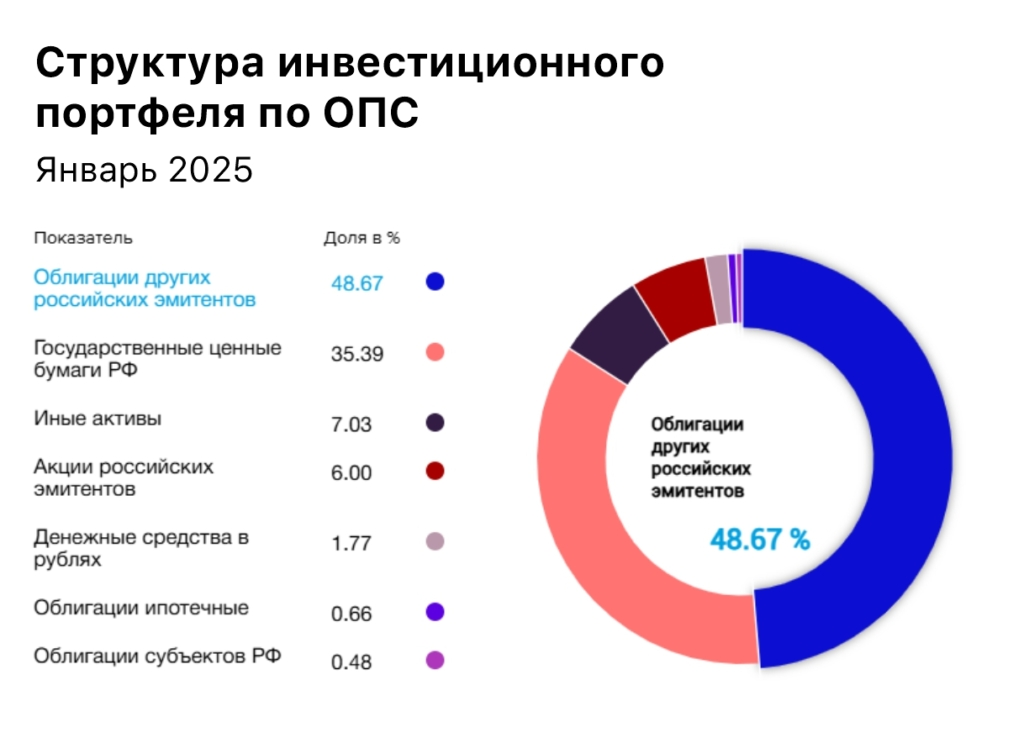 Структура инвестиционного
портфеля по ОПС
Январь 2025
Показатель Доля в %
Облигации других
российских эмитентов 48.67
Государственные ценные
бумаги РФ 35.39
Иные активы 7.03
Акции российских
эмитентов 6.00
Денежные средства в
рублях 1.77
Облигации ипотечные 0.66
Облигации субъектов РФ 0.48
Облигации
других
российских
эмитентов
48.67 %